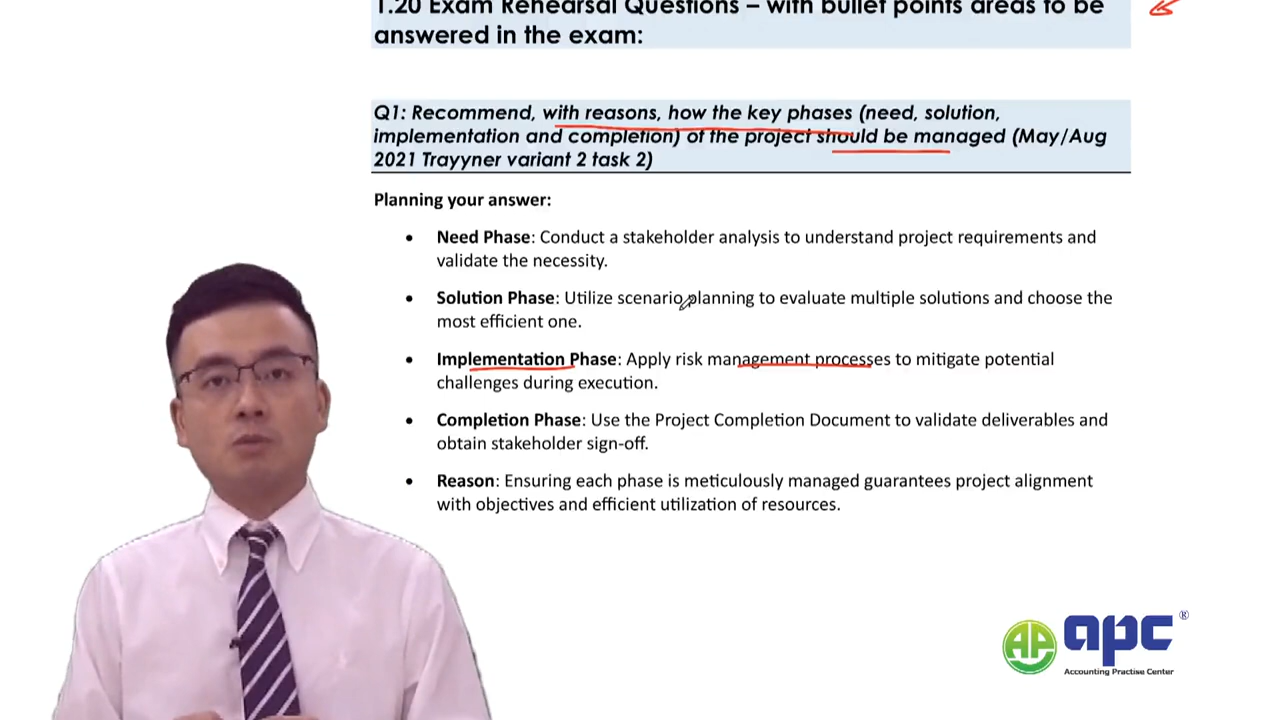 1.20 Exam Rehearsal Questions – with bullet points areas to be
answered in the exam:
Q1: Recommend, with reasons, how the key phases (need, solution,
implementation and completion) of the project should be managed (May/Aug
2021 Trayyner variant 2 task 2)
Planning your answer:
• Need Phase: Conduct a stakeholder analysis to understand project requirements and
validate the necessity.
• Solution Phase: Utilize scenario planning to evaluate multiple solutions and choose the
most efficient one.
• Implementation Phase: Apply risk management processes to mitigate potential
challenges during execution.
• Completion Phase: Use the Project Completion Document to validate deliverables and
obtain stakeholder sign-off.
• Reason: Ensuring each phase is meticulously managed guarantees project alignment
with objectives and efficient utilization of resources.
AP apc ®
Accounting Practise Center